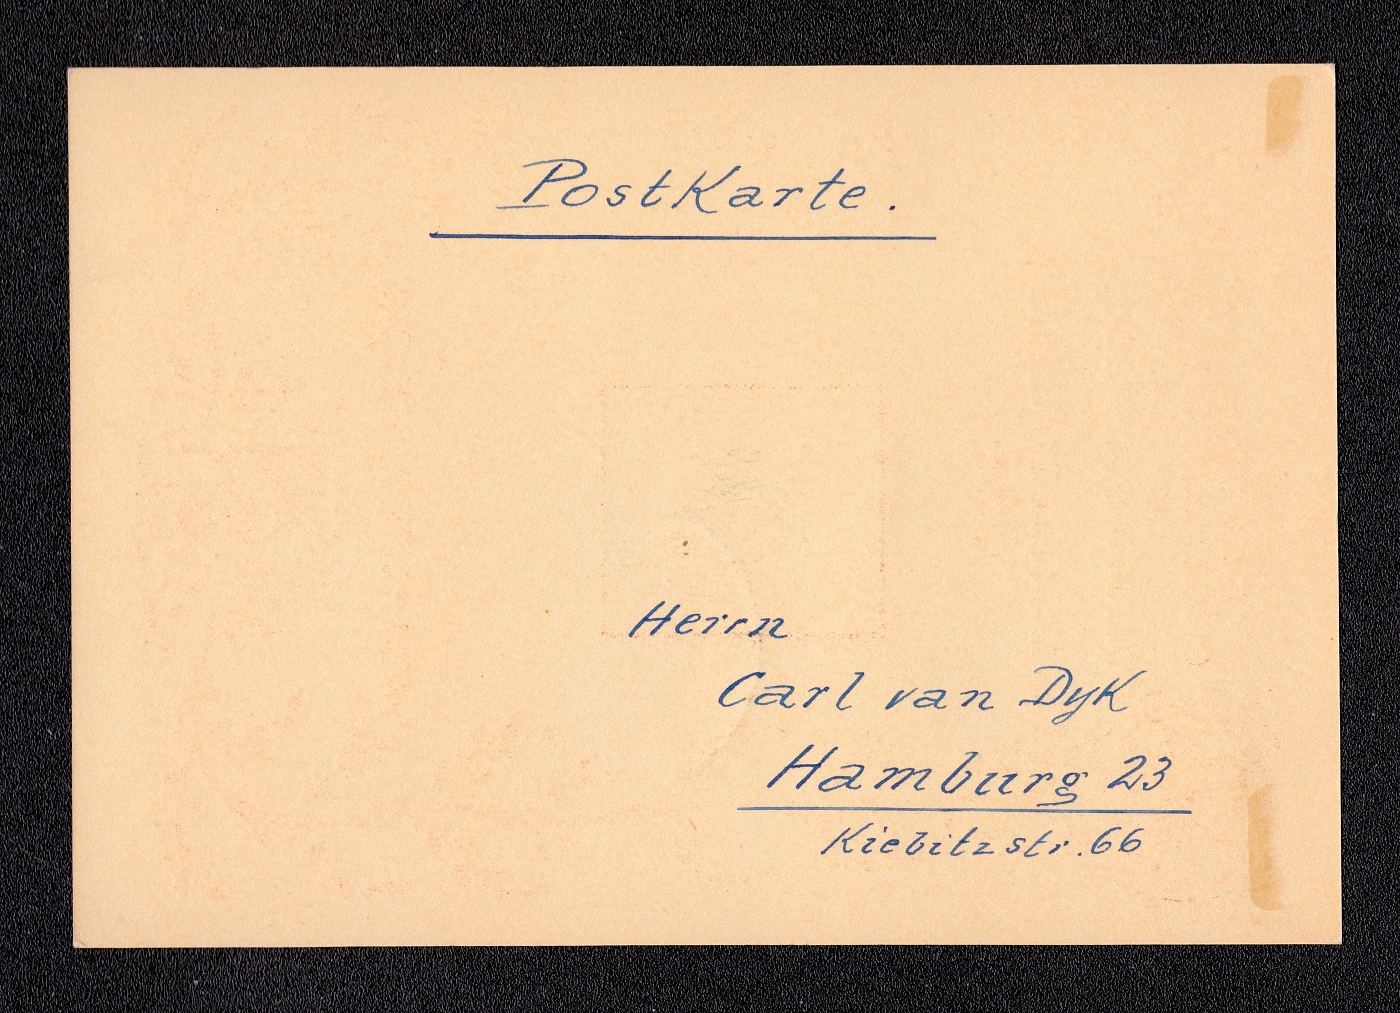 Postkarte.
Herrn
Carl van Dyk
Hamburg 23
Kiebitzstr. 66